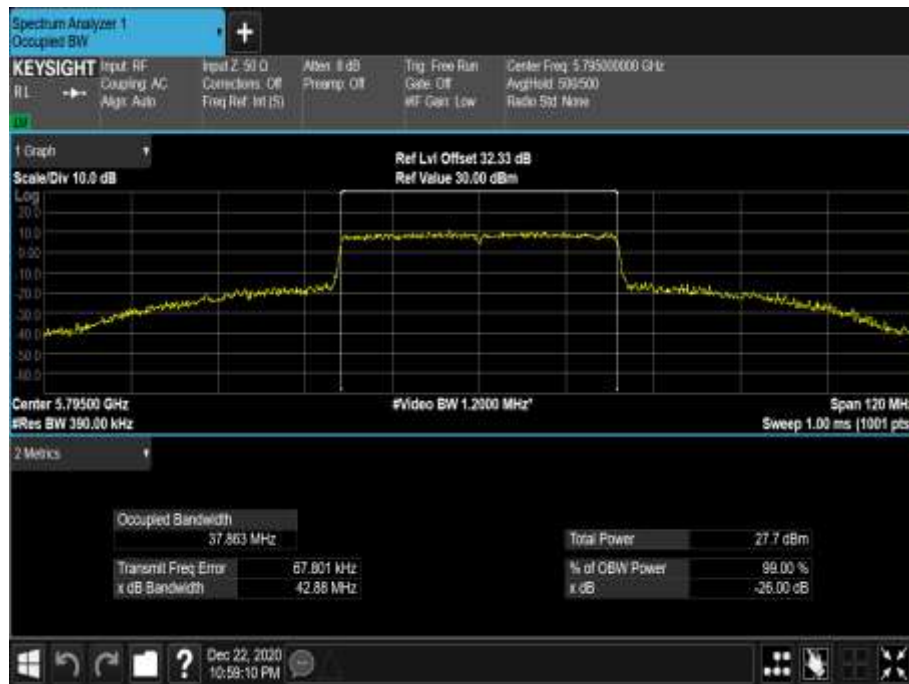 Spectrum Analyzer 1
Occupied BW
KEYSIGHT
RL
Input: RF
Coupling: AC
Align: Auto
Input Z: 50 Ω
Corrections: Off
Freq Ref: Int (S)
Atten: 8 dB
Preamp: Off
Trig: Free Run
Gate: Off
#IF Gain: Low
Center Freq: 5.795000000 GHz
Avg|Hold: 500/500
Radio Std: None
1 Graph
Scale/Div 10.0 dB
Ref Lvl Offset 32.33 dB
Ref Value 30.00 dBm
Log
20.0
10.0
0.00
-10.0
-20.0
-30.0
-40.0
-50.0
-60.0
Center 5.79500 GHz
#Video BW 1.2000 MHz*
Span 120 MH
#Res BW 390.00 kHz
Sweep 1.00 ms (1001 pts
2 Metrics
Occupied Bandwidth
37.863 MHz
Total Power 27.7 dBm
Transmit Freq Error 67.801 kHz
% of OBW Power 99.00 %
x dB Bandwidth 42.88 MHz
x dB -26.00 dB
?
Dec 22, 2020
10:59:10 PM